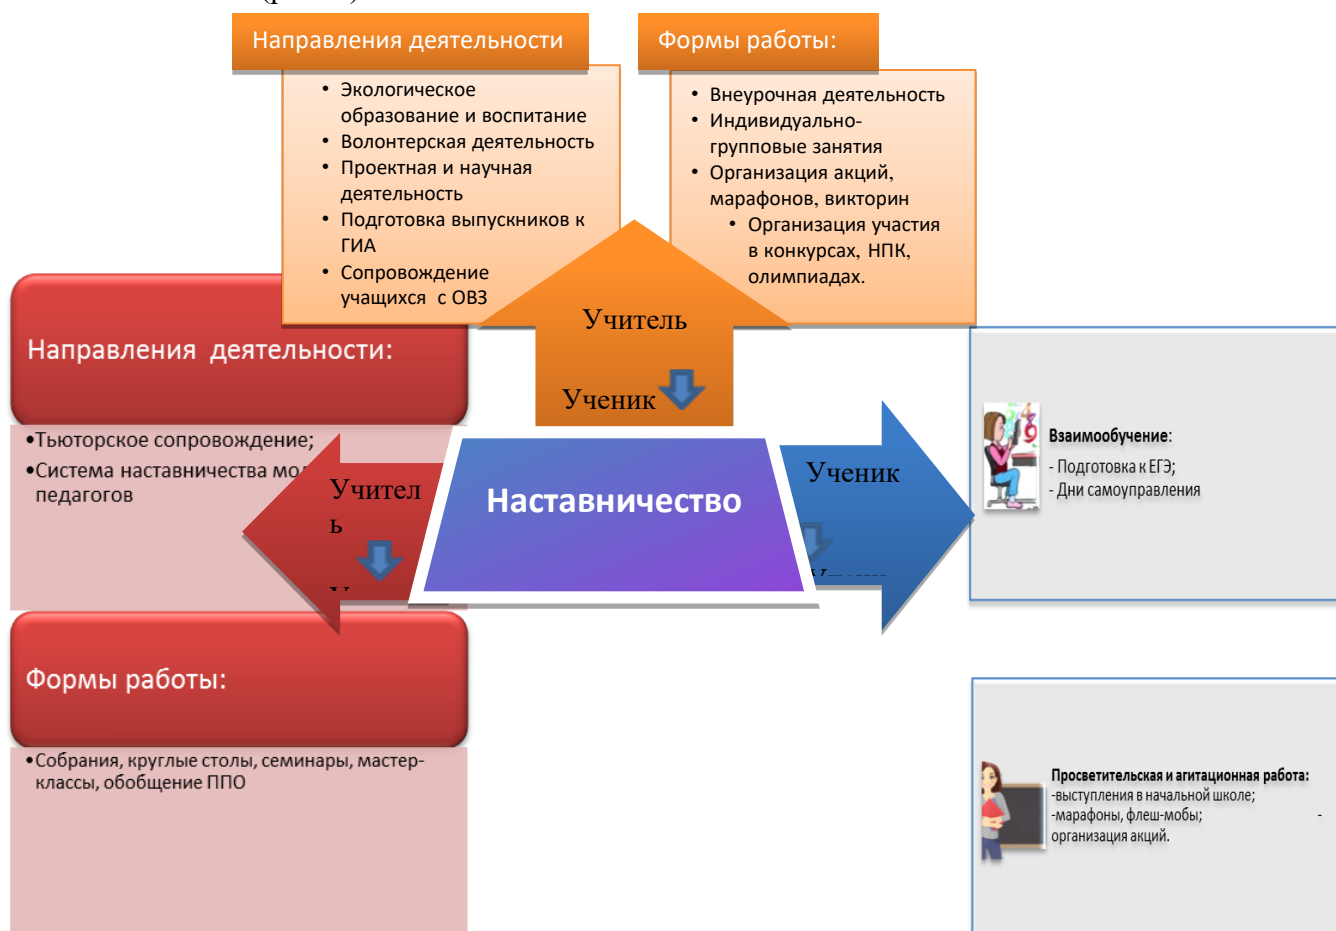 Направления деятельности
• Экологическое
образование и воспитание
• Волонтерская деятельность
• Проектная и научная
деятельность
• Подготовка выпускников к
ГИА
• Сопровождение
учащихся с ОВЗ
Формы работы:
• Внеурочная деятельность
• Индивидуально-
групповые занятия
• Организация акций,
марафонов, викторин
• Организация участия
в конкурсах, НПК,
олимпиадах.
Учитель
Ученик
Направления деятельности:
•Тьюторское сопровождение;
•Система наставничества
педагогов
Учител
ь
Наставничество
Ученик
Взаимообучение:
- Подготовка к ЕГЭ;
- Дни самоуправления
Формы работы:
•Собрания, круглые столы, семинары, мастер-
классы, обобщение ППО
Просветительская и агитационная работа:
-выступления в начальной школе;
-марафоны, флеш-мобы; -
организация акций.